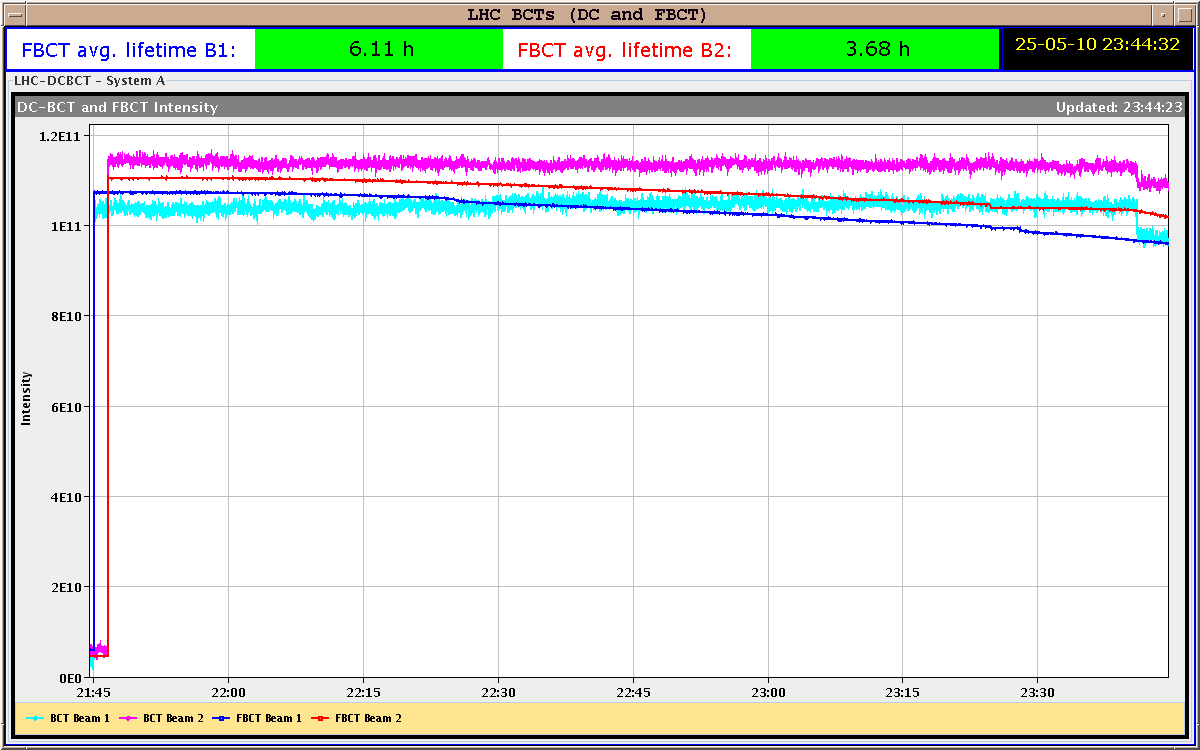 LHC BCTs (DC and FBCT)
FBCT avg. lifetime B1: 6.11 h FBCT avg. lifetime B2: 3.68 h 25-05-10 23:44:32
LHC-DCBCT - System A
DC-BCT and FBCT Intensity Updated: 23:44:23
1.2E11
1E11
8E10
6E10
4E10
2E10
0E0
Intensity
21:45 22:00 22:15 22:30 22:45 23:00 23:15 23:30
BCT Beam 1 BCT Beam 2 FBCT Beam 1 FBCT Beam 2